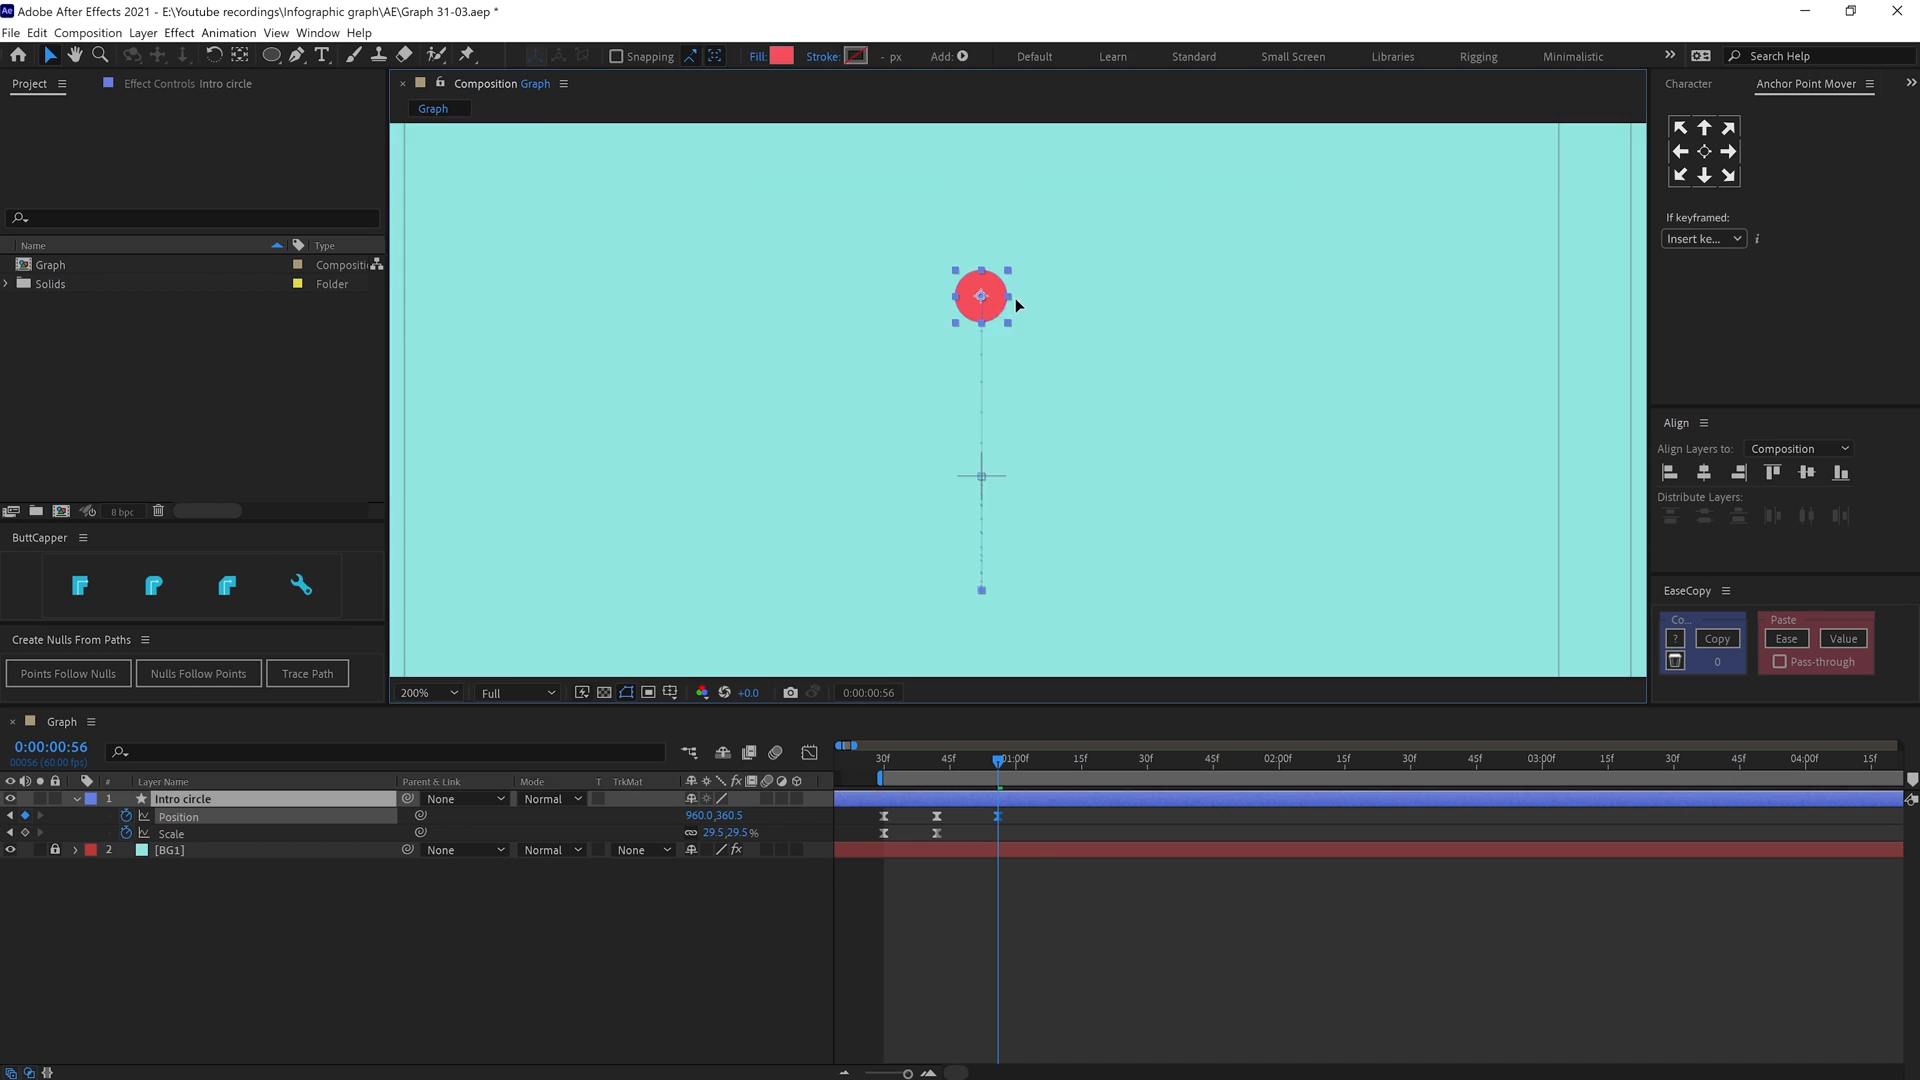 Ae Adobe After Effects 2021 - E:\Youtube recordings\Infographic graph\AE\Graph 31-03.aep *
File Edit Composition Layer Effect Animation View Window Help
Snapping Fill: Stroke: - px Add: Default Learn Standard Small Screen Libraries Rigging Minimalistic Search Help
Project Effect Controls Intro circle
Composition Graph
Character Anchor Point Mover
Graph
If keyframed:
Insert ke...
Name Type
Graph Compositi
Solids Folder
Align
Align Layers to: Composition
Distribute Layers:
8 bpc
ButtCapper
EaseCopy
Co... Paste
? Copy Ease Value
0 Pass-through
Create Nulls From Paths
Points Follow Nulls Nulls Follow Points Trace Path
200% Full +0.0 0:00:00:56
Graph
0:00:00:56
00056 (60.00 fps)
30f 45f 01:00f 15f 30f 45f 02:00f 15f 30f 45f 03:00f 15f 30f 45f 04:00f 15f
# Layer Name Parent & Link Mode T TrkMat
1 Intro circle None Normal
Position 960.0,360.5
Scale 29.5,29.5%
2 [BG1] None Normal None